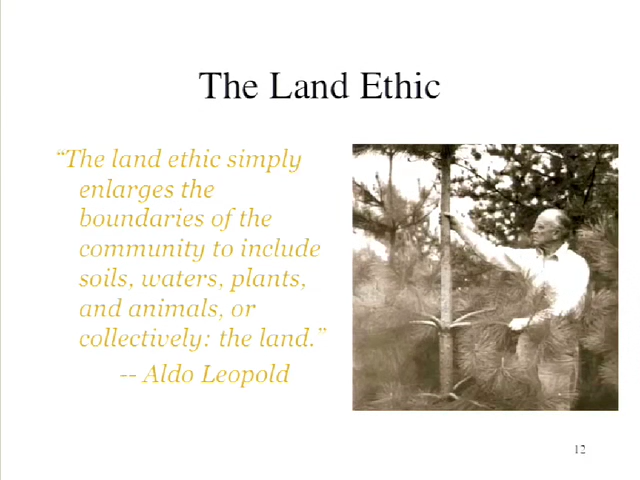 The Land Ethic
“The land ethic simply
enlarges the
boundaries of the
community to include
soils, waters, plants,
and animals, or
collectively: the land.”
-- Aldo Leopold
12